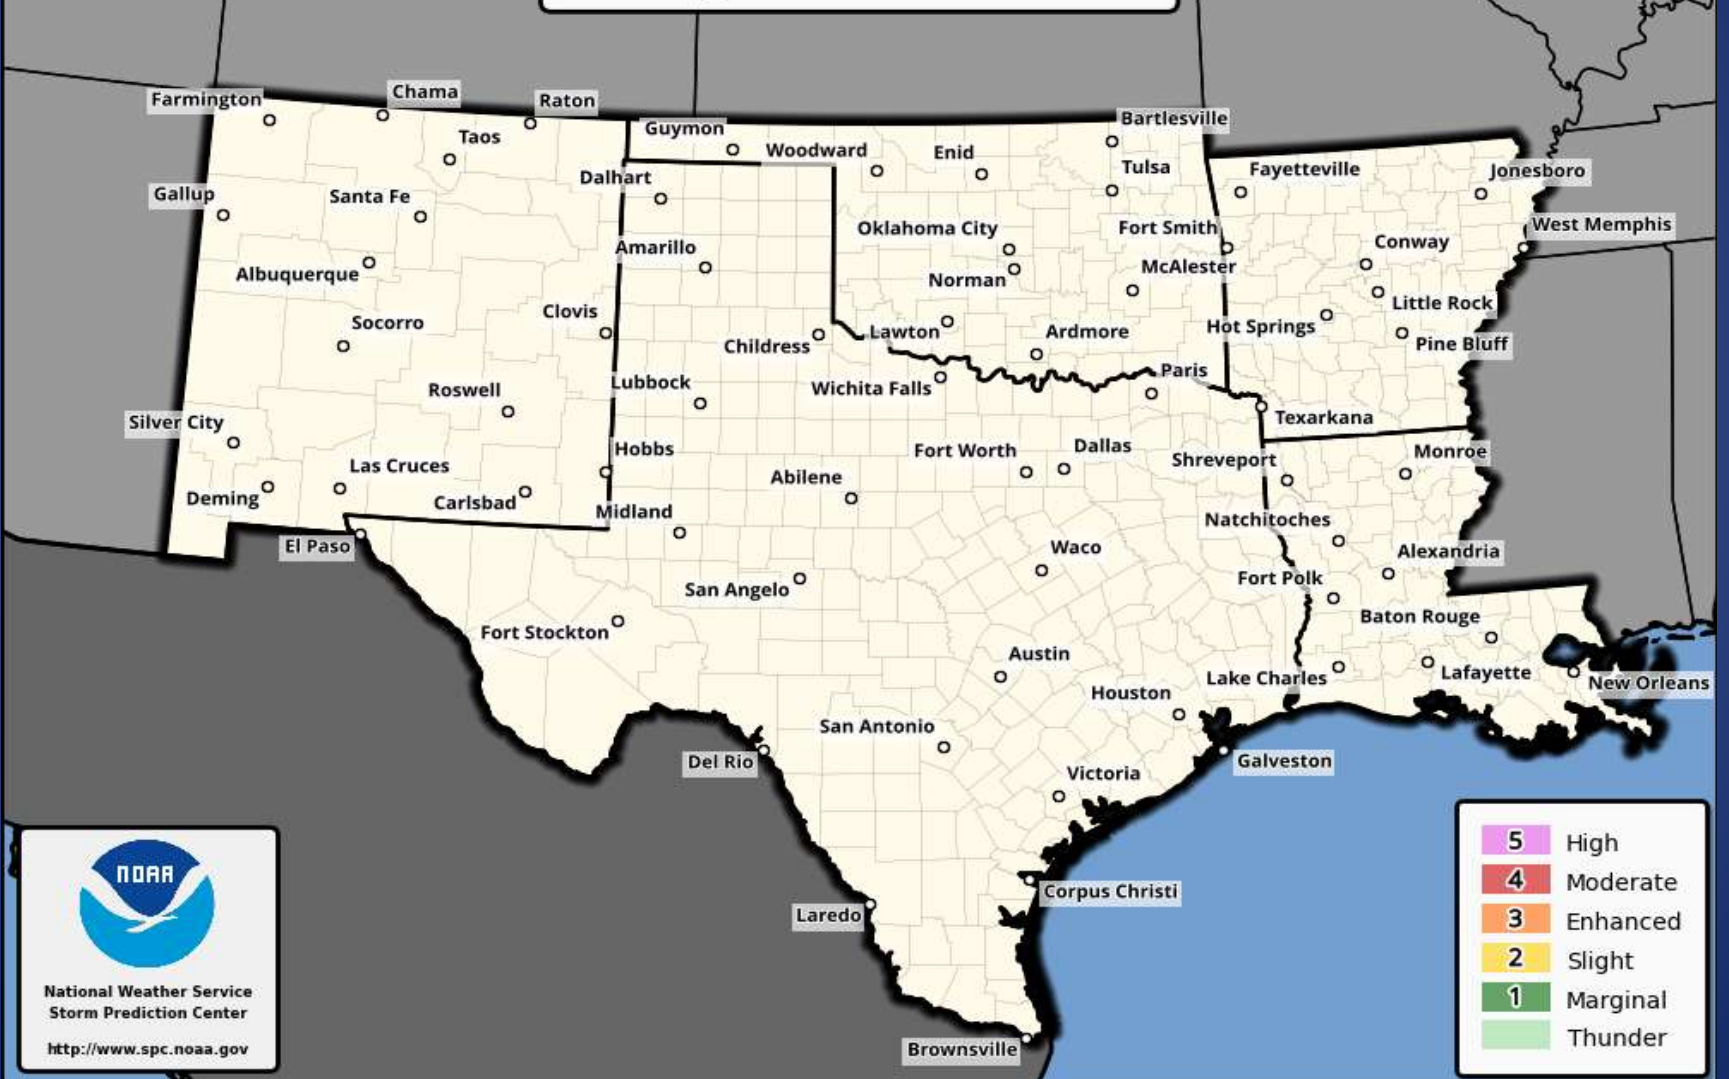 Farmington
Chama
Raton
Taos
Guymon
Woodward
Enid
Bartlesville
Tulsa
Fayetteville
Jonesboro
Gallup
Santa Fe
Dalhart
Oklahoma City
Fort Smith
West Memphis
Albuquerque
Amarillo
Norman
McAlester
Conway
Little Rock
Socorro
Clovis
Childress
Lawton
Ardmore
Hot Springs
Pine Bluff
Roswell
Lubbock
Wichita Falls
Paris
Texarkana
Silver City
Las Cruces
Hobbs
Abilene
Fort Worth
Dallas
Shreveport
Monroe
Deming
Carlsbad
Midland
Natchitoches
El Paso
Waco
Alexandria
San Angelo
Fort Polk
Fort Stockton
Baton Rouge
Austin
Lake Charles
Lafayette
New Orleans
Houston
San Antonio
Del Rio
Galveston
Victoria
Corpus Christi
Laredo
Brownsville
NOAA
National Weather Service
Storm Prediction Center
http://www.spc.noaa.gov
5 High
4 Moderate
3 Enhanced
2 Slight
1 Marginal
Thunder